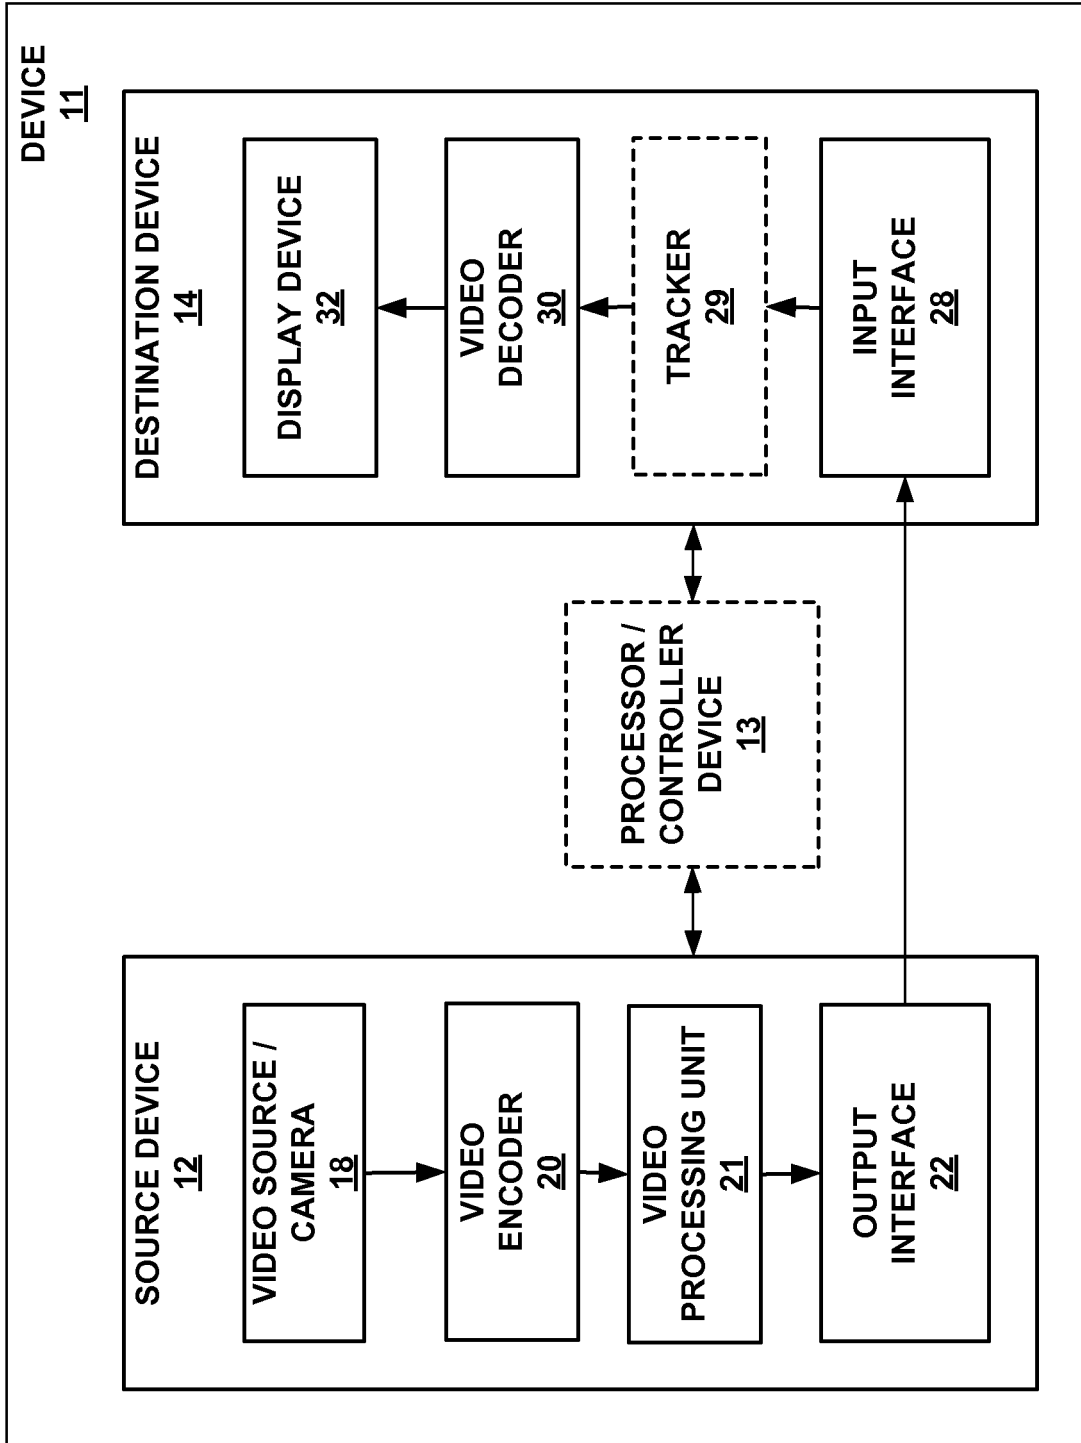 DEVICE
11
SOURCE DEVICE
12
VIDEO SOURCE /
CAMERA
18
VIDEO
ENCODER
20
VIDEO
PROCESSING UNIT
21
OUTPUT
INTERFACE
22
PROCESSOR /
CONTROLLER
DEVICE
13
DESTINATION DEVICE
14
DISPLAY DEVICE
32
VIDEO
DECODER
30
TRACKER
29
INPUT
INTERFACE
28